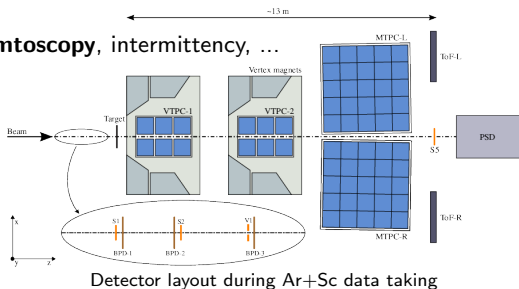 ~13 m
mtoscopy, intermittency, ...
MTPC-L
ToF-L
Vertex magnets
VTPC-1
VTPC-2
Target
Beam
PSD
S5
S1
S2
V1
BPD-1
BPD-2
BPD-3
ToF-R
MTPC-R
x
y
z
Detector layout during Ar+Sc data taking